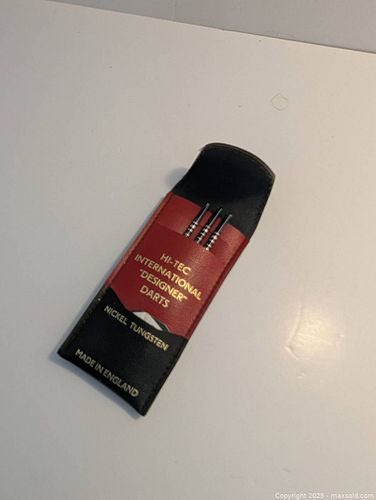 HI-TEC
INTERNATIONAL
"DESIGNER"
DARTS
NICKEL TUNGSTEN
MADE IN ENGLAND
Copyright © 2025 - maxsold.com